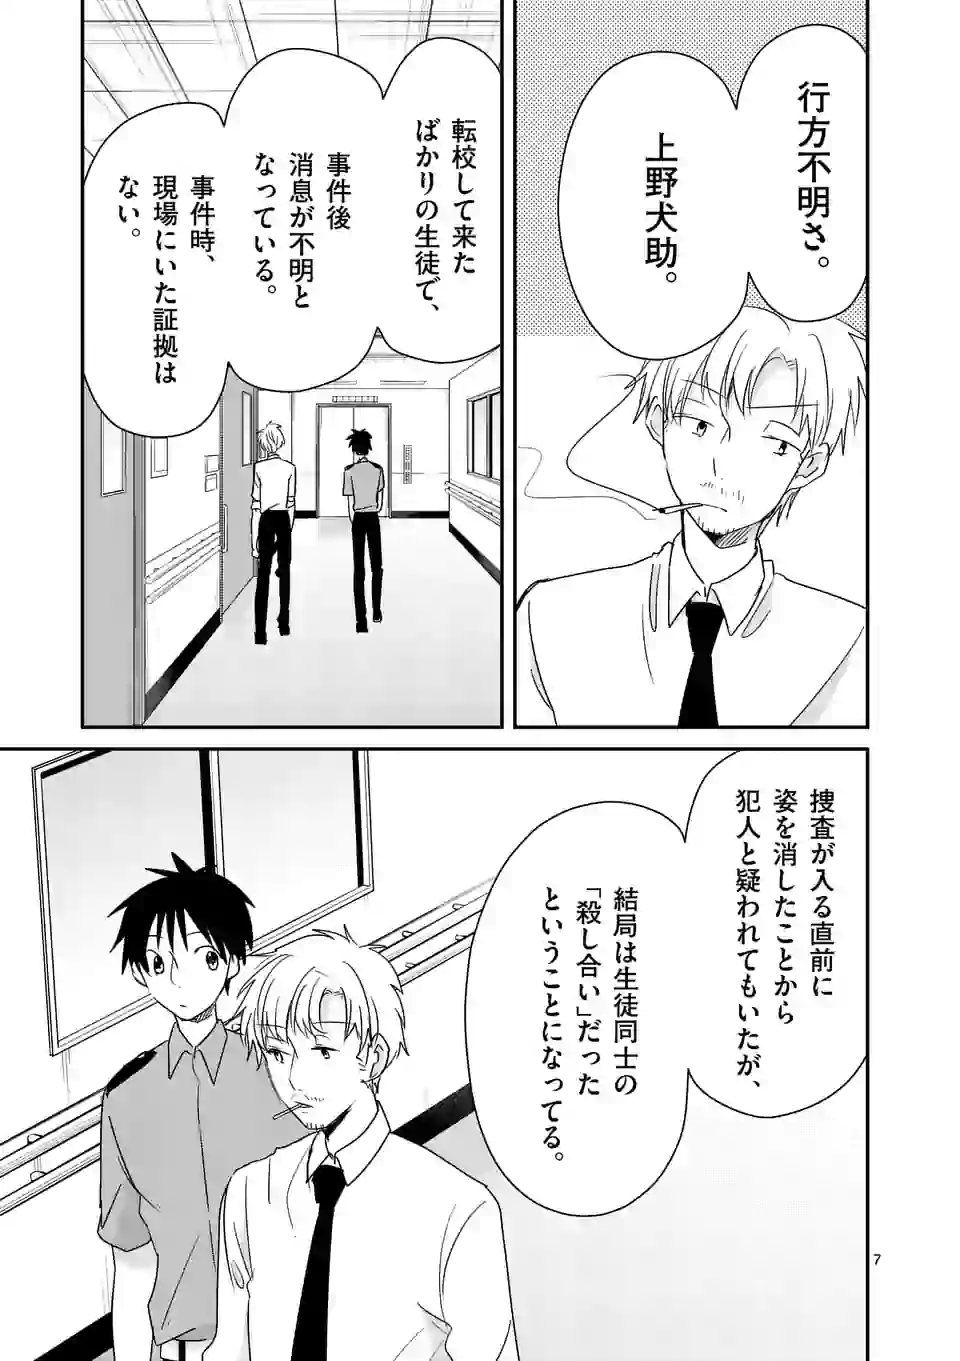 行方不明さ。
上野犬助。
転校して来た
ばかりの生徒で、
事件後
消息が不明と
なっている。
事件時、
現場にいた証拠は
ない。
捜査が入る直前に
姿を消したことから
犯人と疑われてもいたが、
結局は生徒同士の
「殺し合い」だった
ということになってる。
7